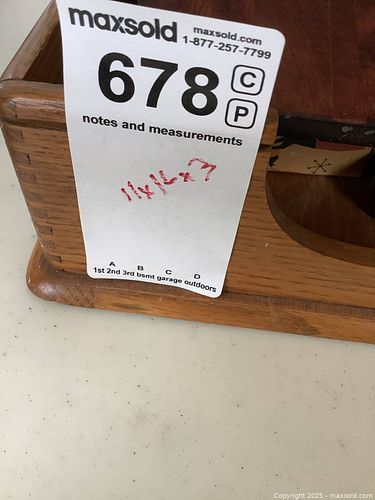 maxsold
maxsold.com
1-877-257-7799
678
C
P
notes and measurements
11x16x3
A B C D
1st 2nd 3rd bsmt garage outdoors
Copyright 2025 - maxsold.com